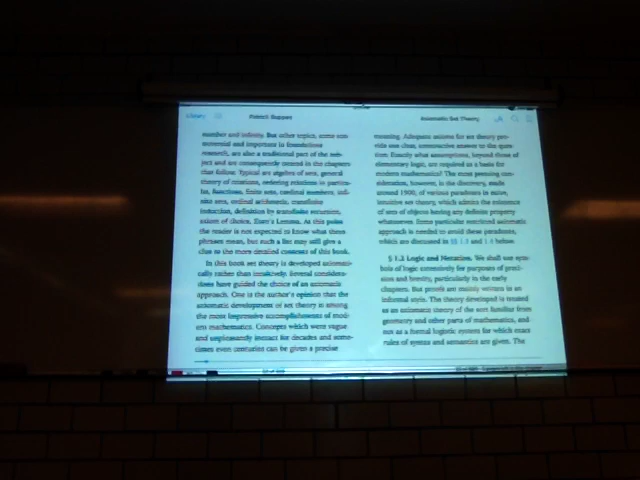 Library
Patrick Suppes
Axiomatic Set Theory
number and infinity. But other topics, some non-
elementary and important in foundations
research, are also a traditional part of the sub-
ject and are consequently treated in the chapters
that follow. Typical are algebra of sets, general
theory of relations, ordering relations in particu-
lar, functions, finite sets, cardinal numbers, infi-
nite sets, ordinal arithmetic, transfinite
induction, definition by transfinite recursion,
axiom of choice, Zorn's Lemma. At this point
the reader is not expected to know what these
phrases mean, but such a list may still give a
clue to the more detailed contents of this book.
In this book set theory is developed axiomati-
cally rather than intuitively. Several considera-
tions have guided the choice of an axiomatic
approach. One is the author's opinion that the
axiomatic development of set theory is among
the most impressive accomplishments of mod-
ern mathematics. Concepts which were vague
and unpleasantly inexact for decades and some-
times even centuries can be given a precise
meaning. Adequate axioms for set theory pro-
vide one clear, constructive answer to the ques-
tion: Exactly what assumptions, beyond those of
elementary logic, are required as a basis for
modern mathematics? The most pressing con-
sideration, however, is the discovery, made
around 1900, of various paradoxes in naive,
intuitive set theory, which admits the existence
of sets of objects having any definite property
whatsoever. Some particular restricted axiomatic
approach is needed to avoid these paradoxes,
which are discussed in §§ 1.3 and 1.4 below.
§ 1.2 Logic and Notation. We shall use sym-
bols of logic extensively for purposes of preci-
sion and brevity, particularly in the early
chapters. But proofs are mainly written in an
informal style. The theory developed is treated
as an axiomatic theory of the sort familiar from
geometry and other parts of mathematics, and
not as a formal logistic system for which exact
rules of syntax and semantics are given. The